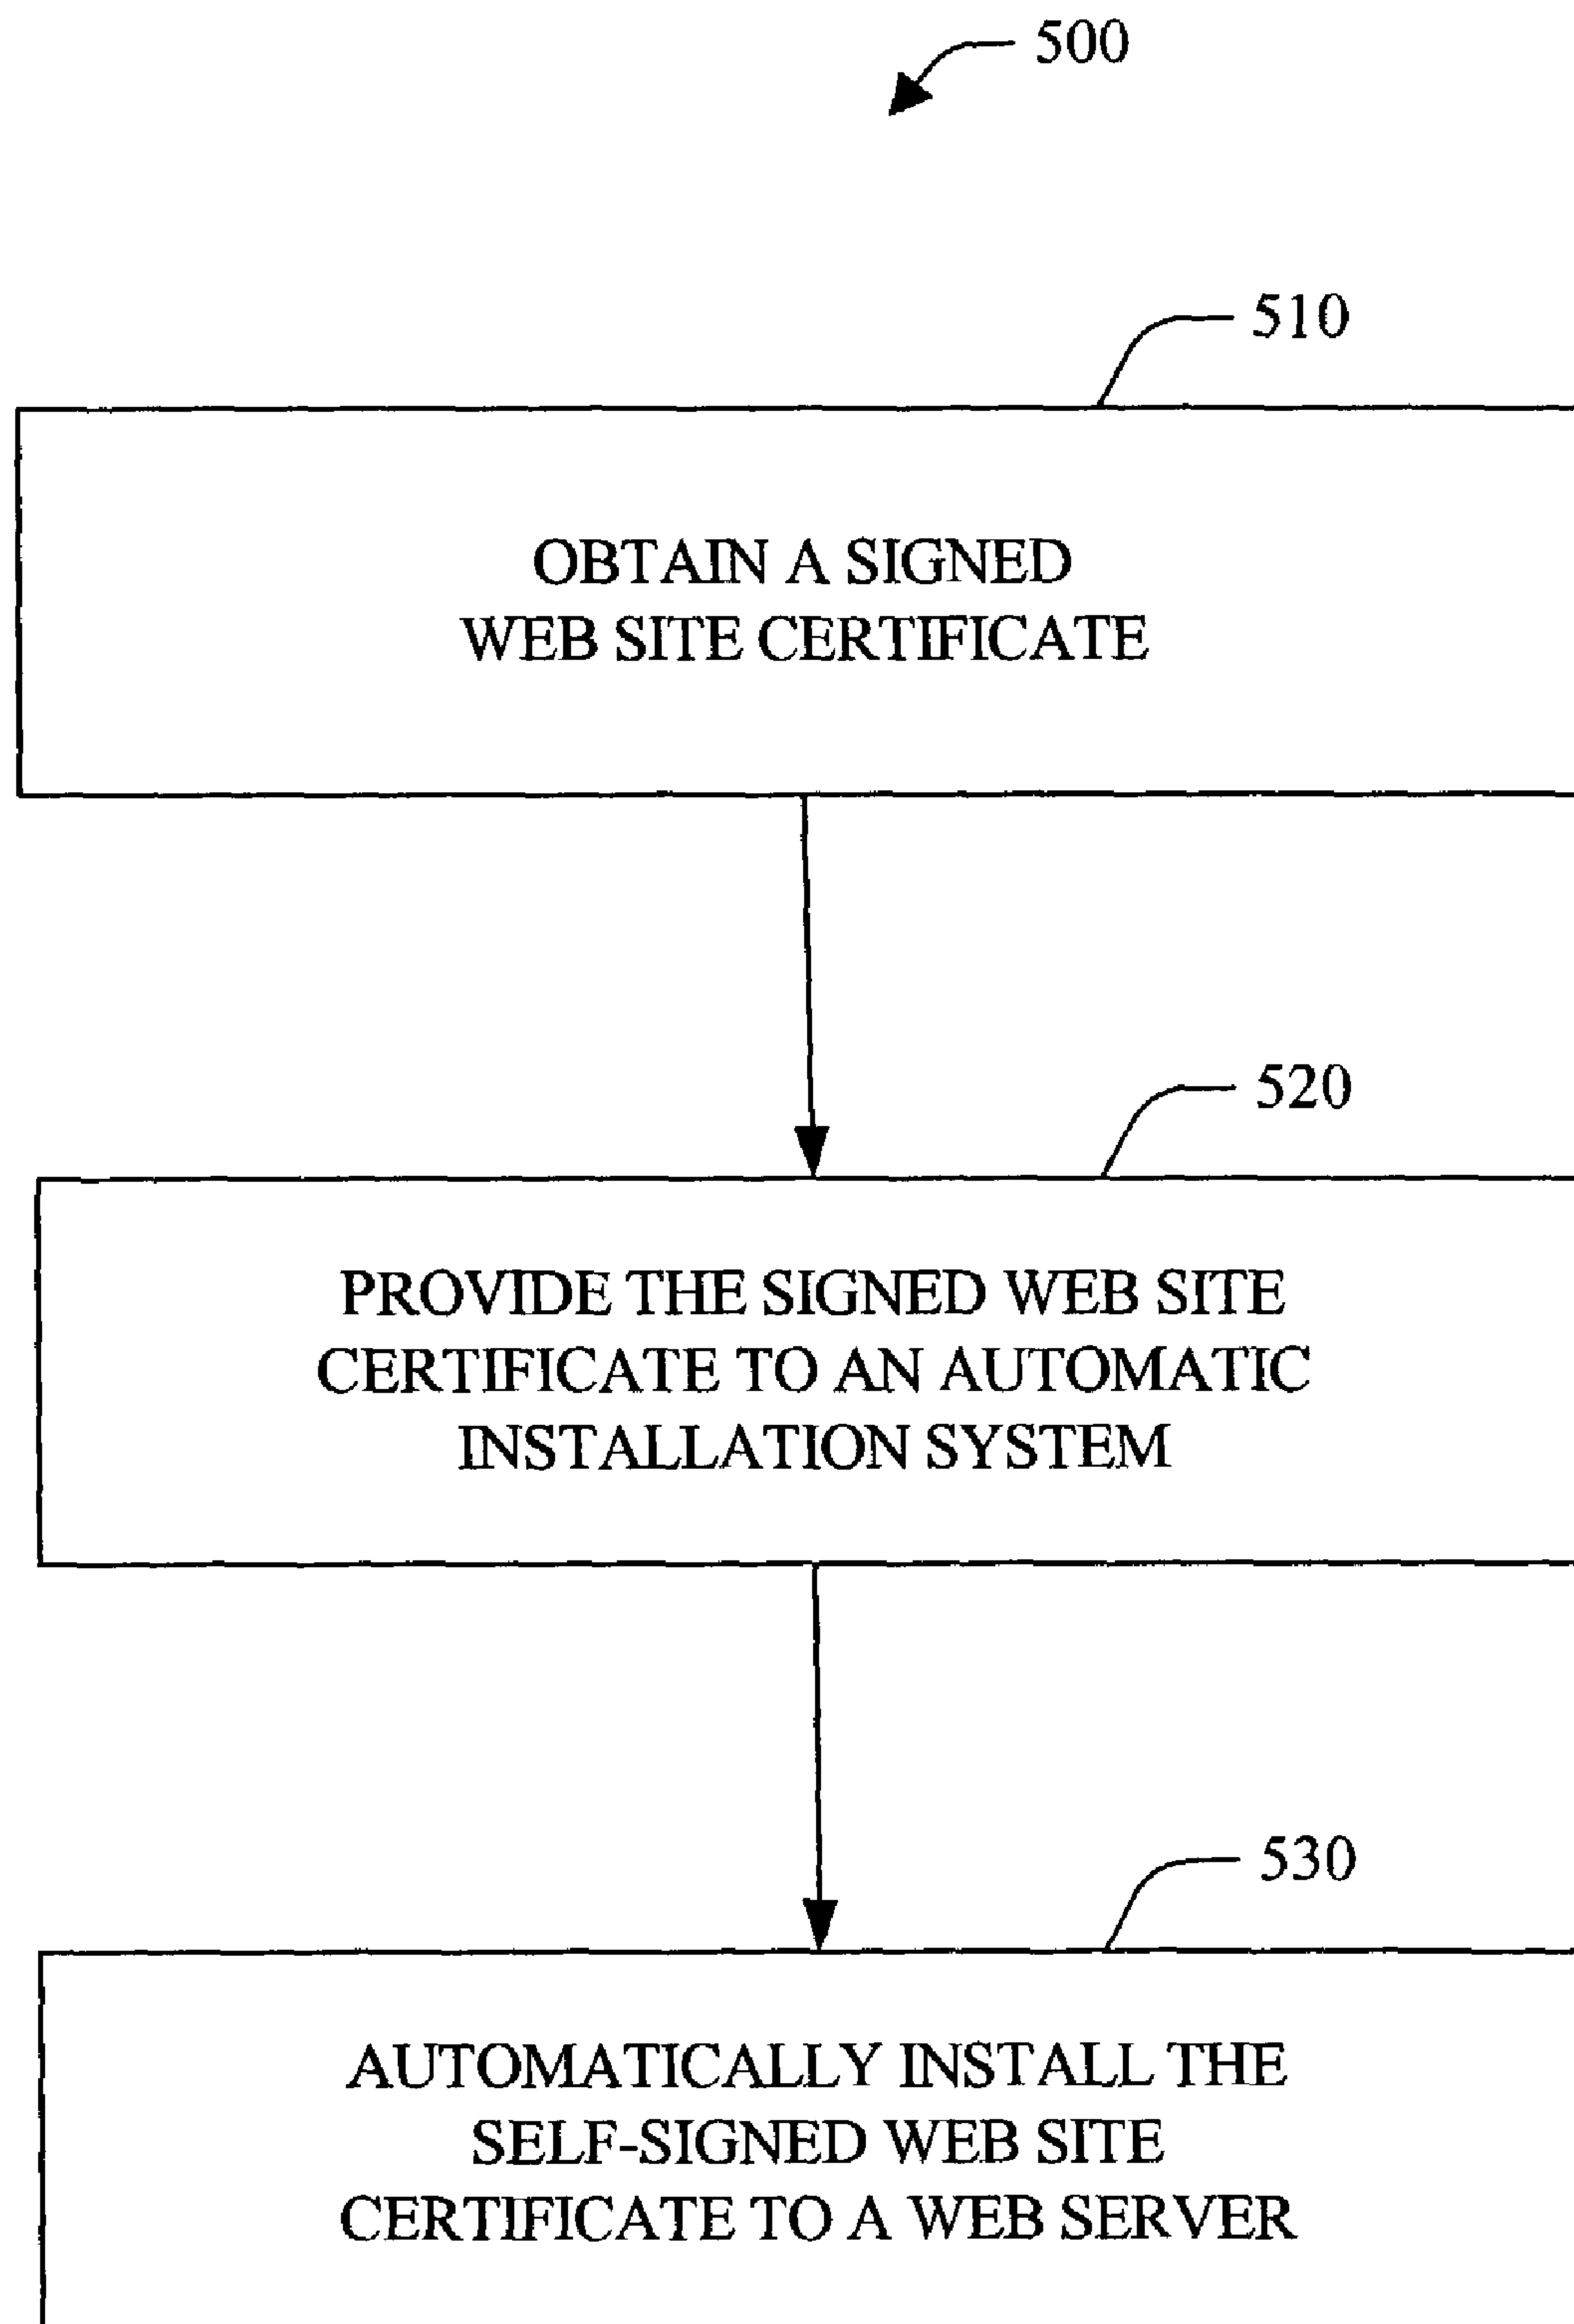 500
510
OBTAIN A SIGNED
WEB SITE CERTIFICATE
520
PROVIDE THE SIGNED WEB SITE
CERTIFICATE TO AN AUTOMATIC
INSTALLATION SYSTEM
530
AUTOMATICALLY INSTALL THE
SELF-SIGNED WEB SITE
CERTIFICATE TO A WEB SERVER